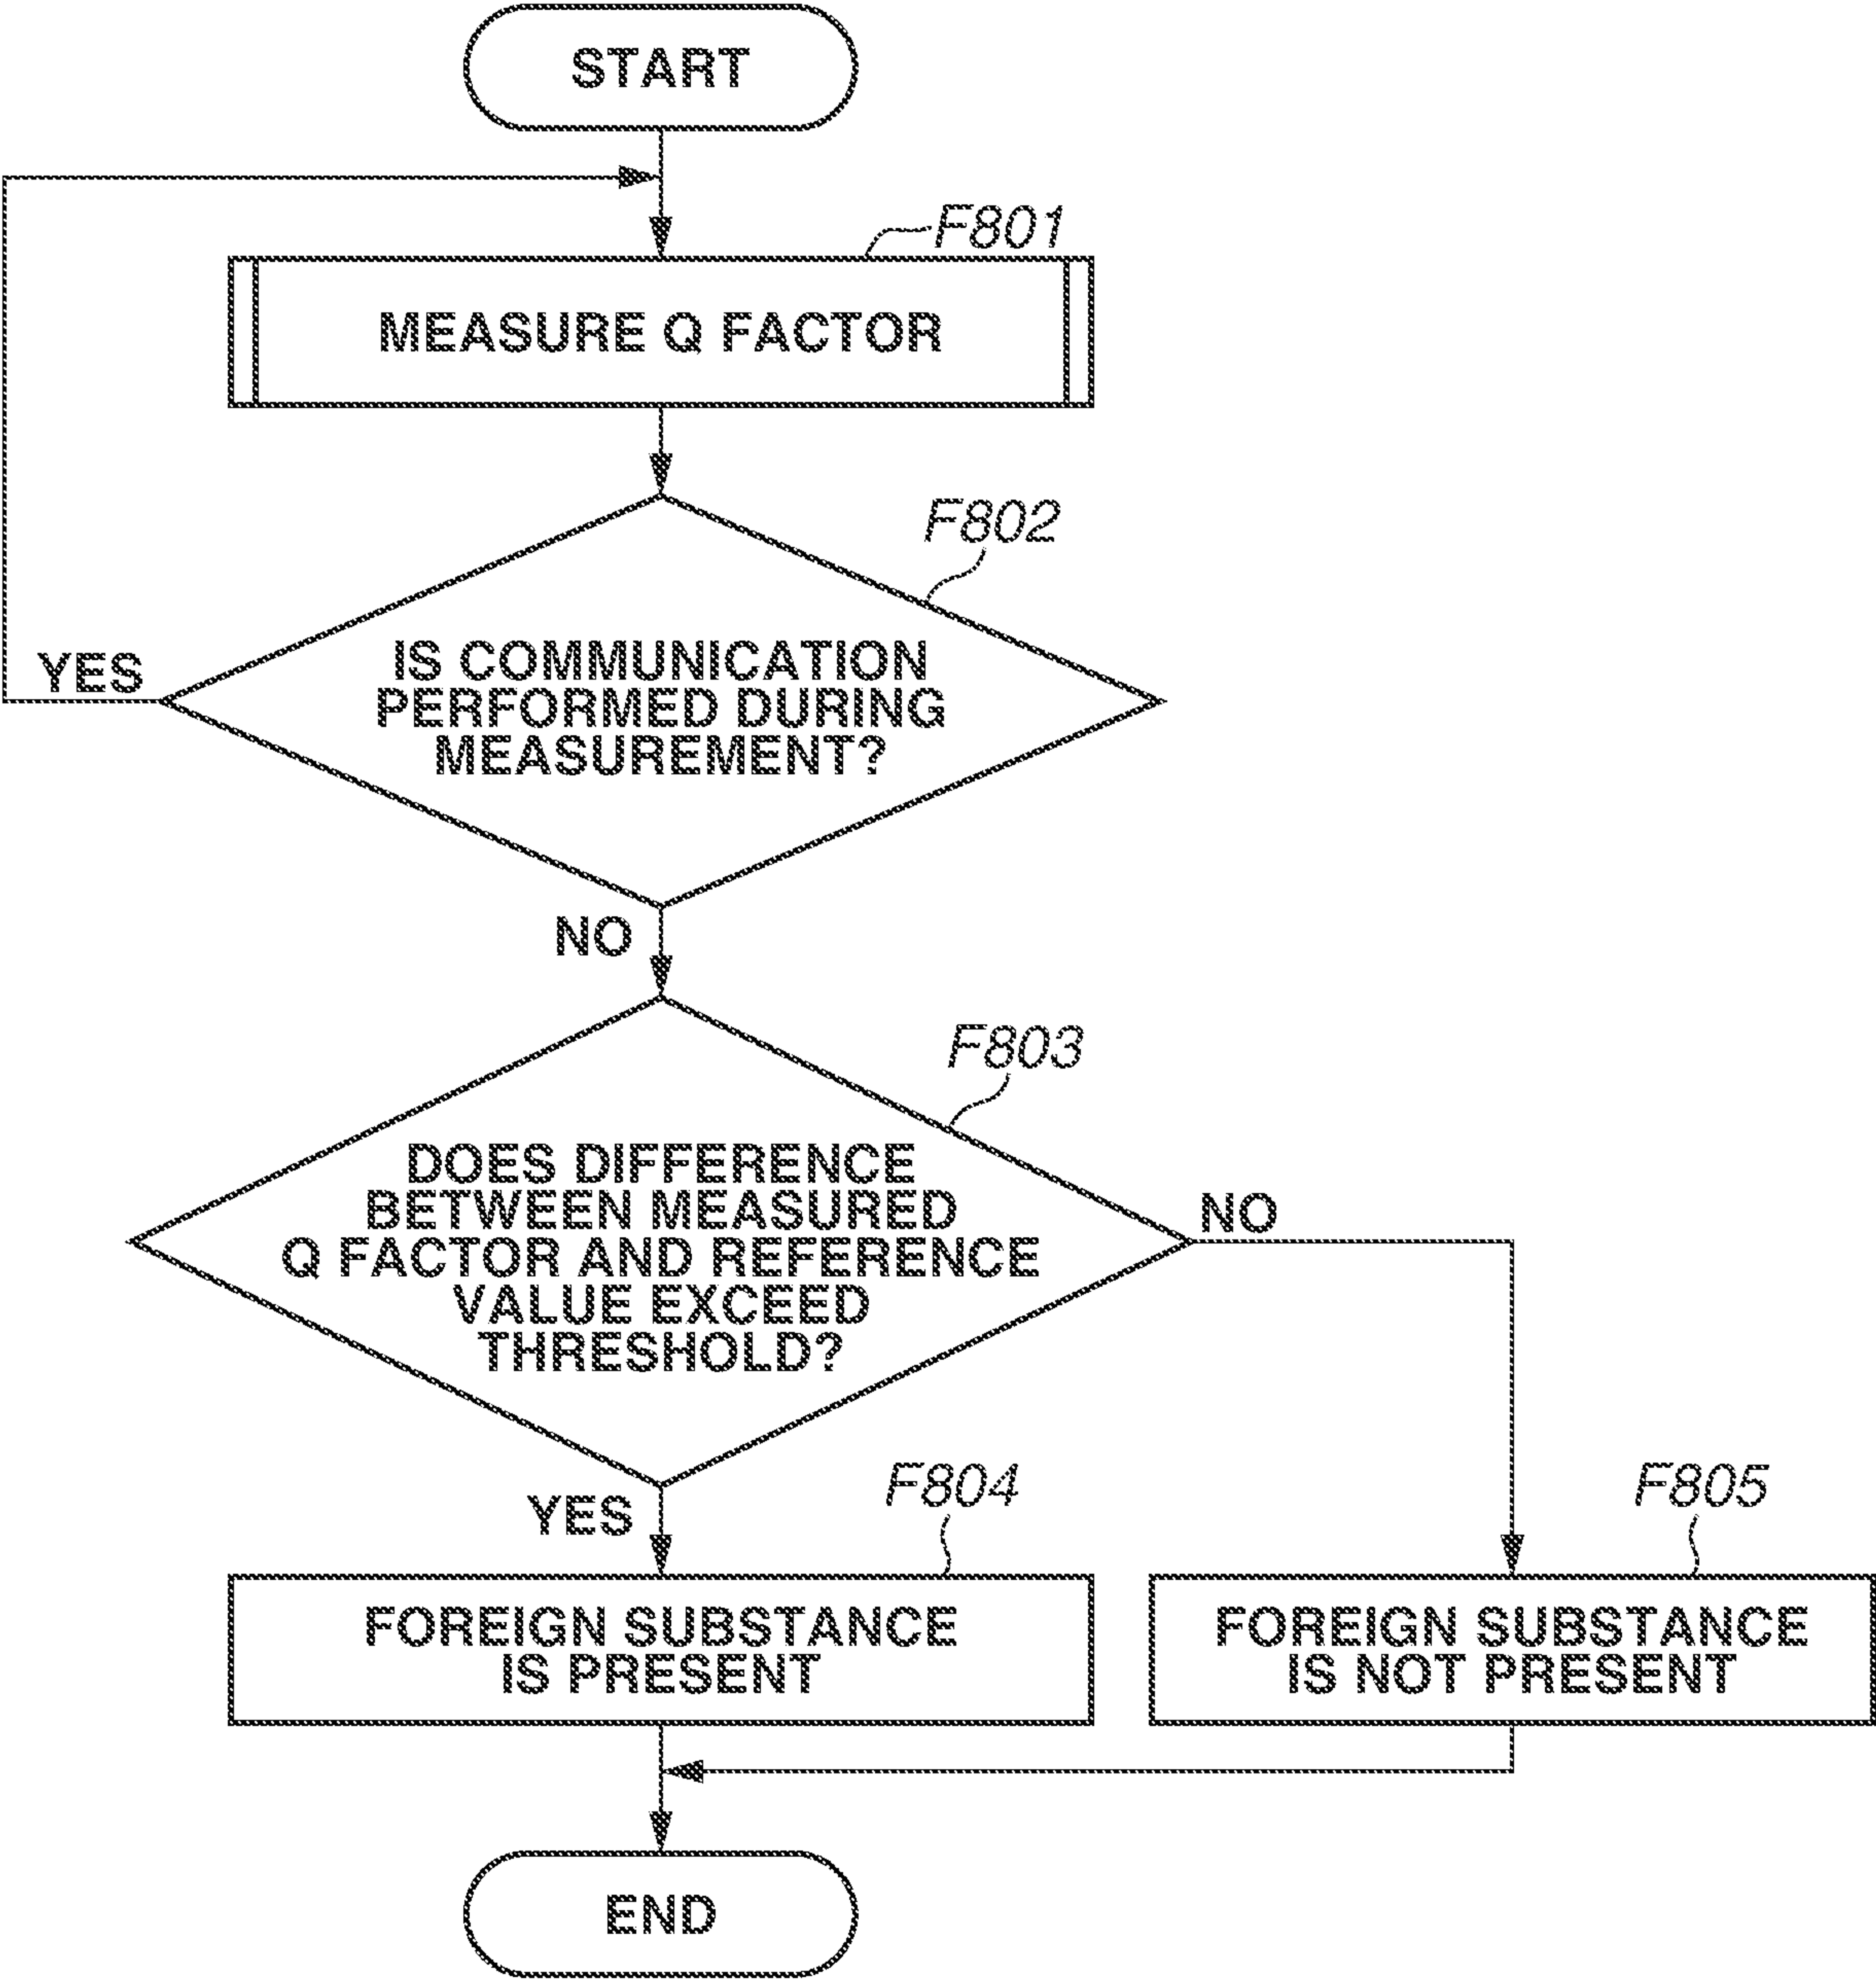 START
F801
MEASURE Q FACTOR
F802
IS COMMUNICATION
PERFORMED DURING
MEASUREMENT?
YES
NO
F803
DOES DIFFERENCE
BETWEEN MEASURED
Q FACTOR AND REFERENCE
VALUE EXCEED
THRESHOLD?
NO
YES
F804
FOREIGN SUBSTANCE
IS PRESENT
F805
FOREIGN SUBSTANCE
IS NOT PRESENT
END